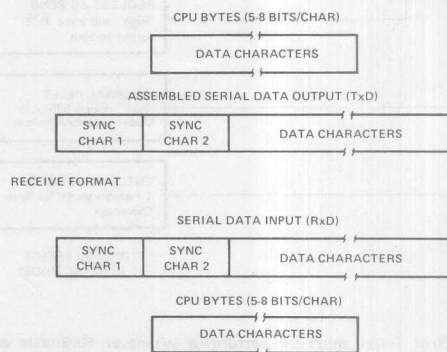 CPU BYTES (5-8 BITS/CHAR)
DATA CHARACTERS
ASSEMBLED SERIAL DATA OUTPUT (TxD)
SYNC CHAR 1
SYNC CHAR 2
DATA CHARACTERS
RECEIVE FORMAT
SERIAL DATA INPUT (RxD)
SYNC CHAR 1
SYNC CHAR 2
DATA CHARACTERS
CPU BYTES (5-8 BITS/CHAR)
DATA CHARACTERS